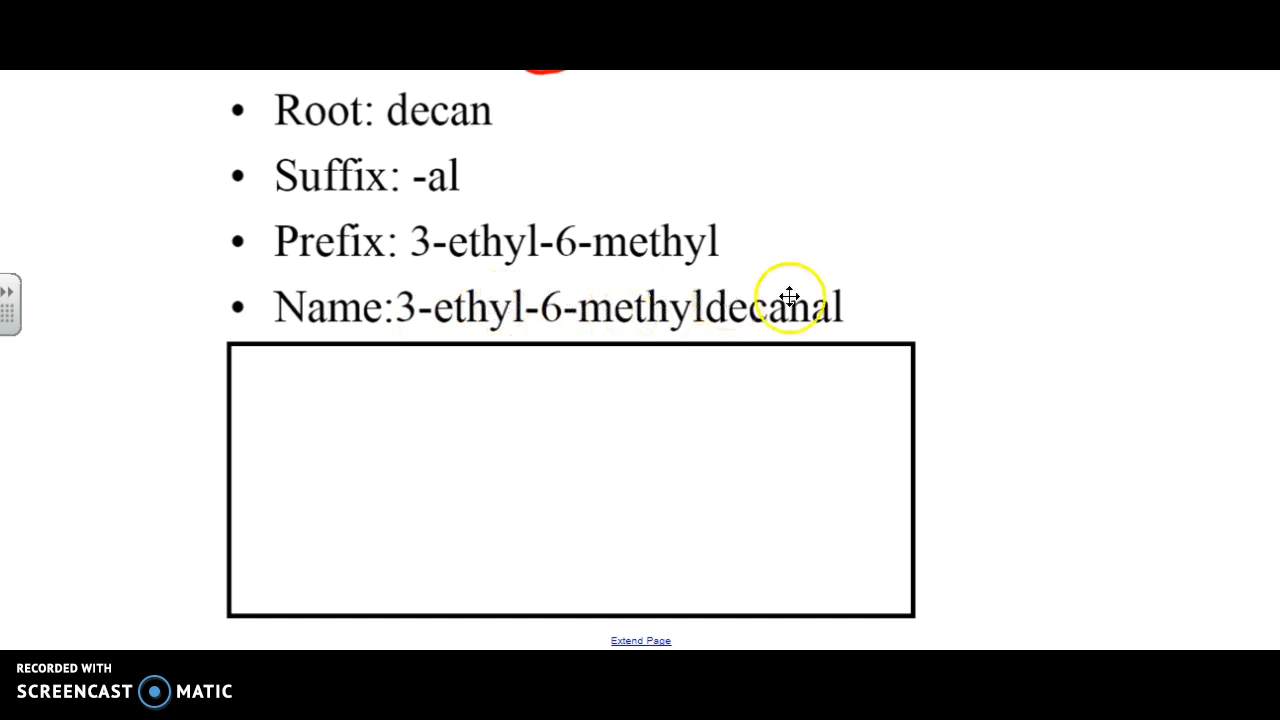 • Root: decan
• Suffix: -al
• Prefix: 3-ethyl-6-methyl
• Name:3-ethyl-6-methyldecanal
Extend Page
RECORDED WITH
SCREENCAST MATIC